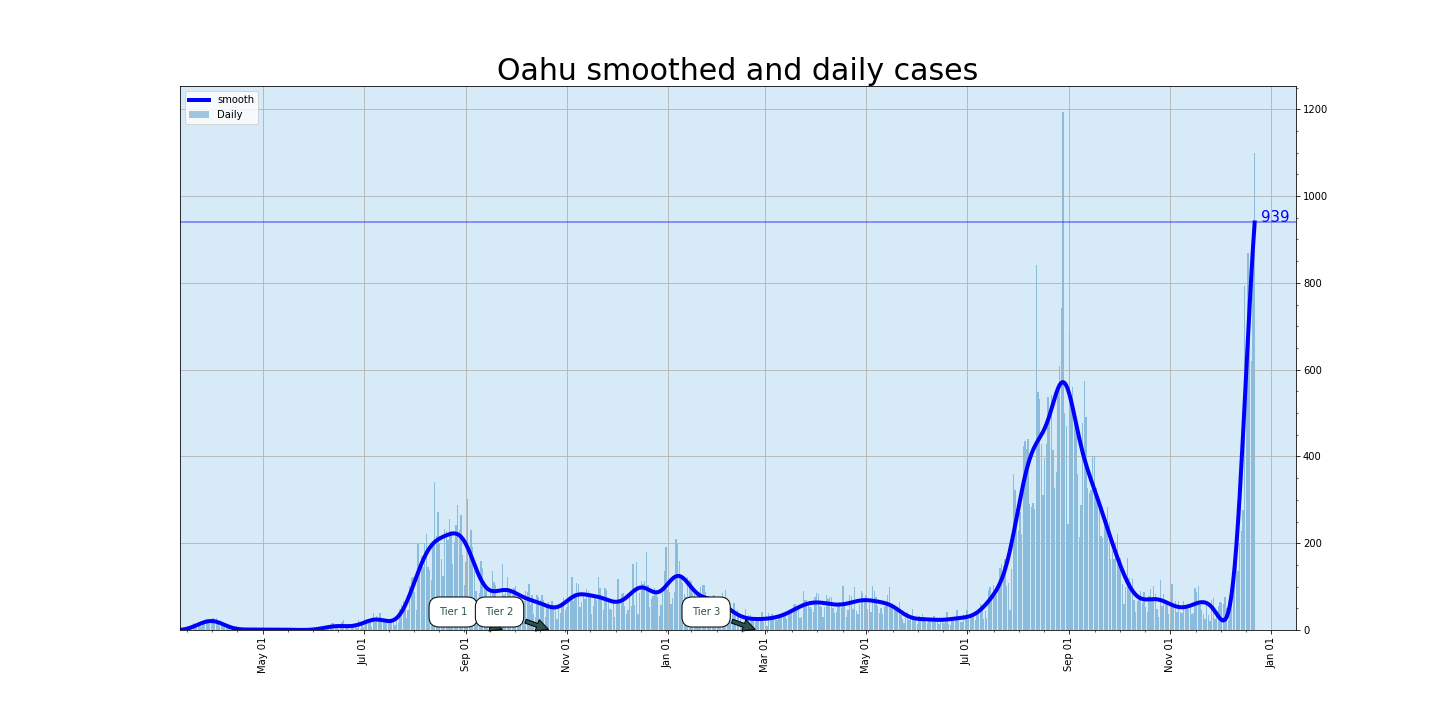 Oahu smoothed and daily cases
smooth
Daily
1200
1000
939
800
600
400
200
0
Tier 1
Tier 2
Tier 3
May 01
Jul 01
Sep 01
Nov 01
Jan 01
Mar 01
May 01
Jul 01
Sep 01
Nov 01
Jan 01